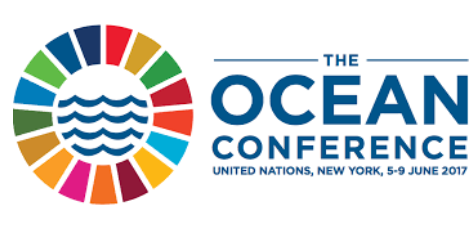 THE
OCEAN
CONFERENCE
UNITED NATIONS, NEW YORK, 5-9 JUNE 2017